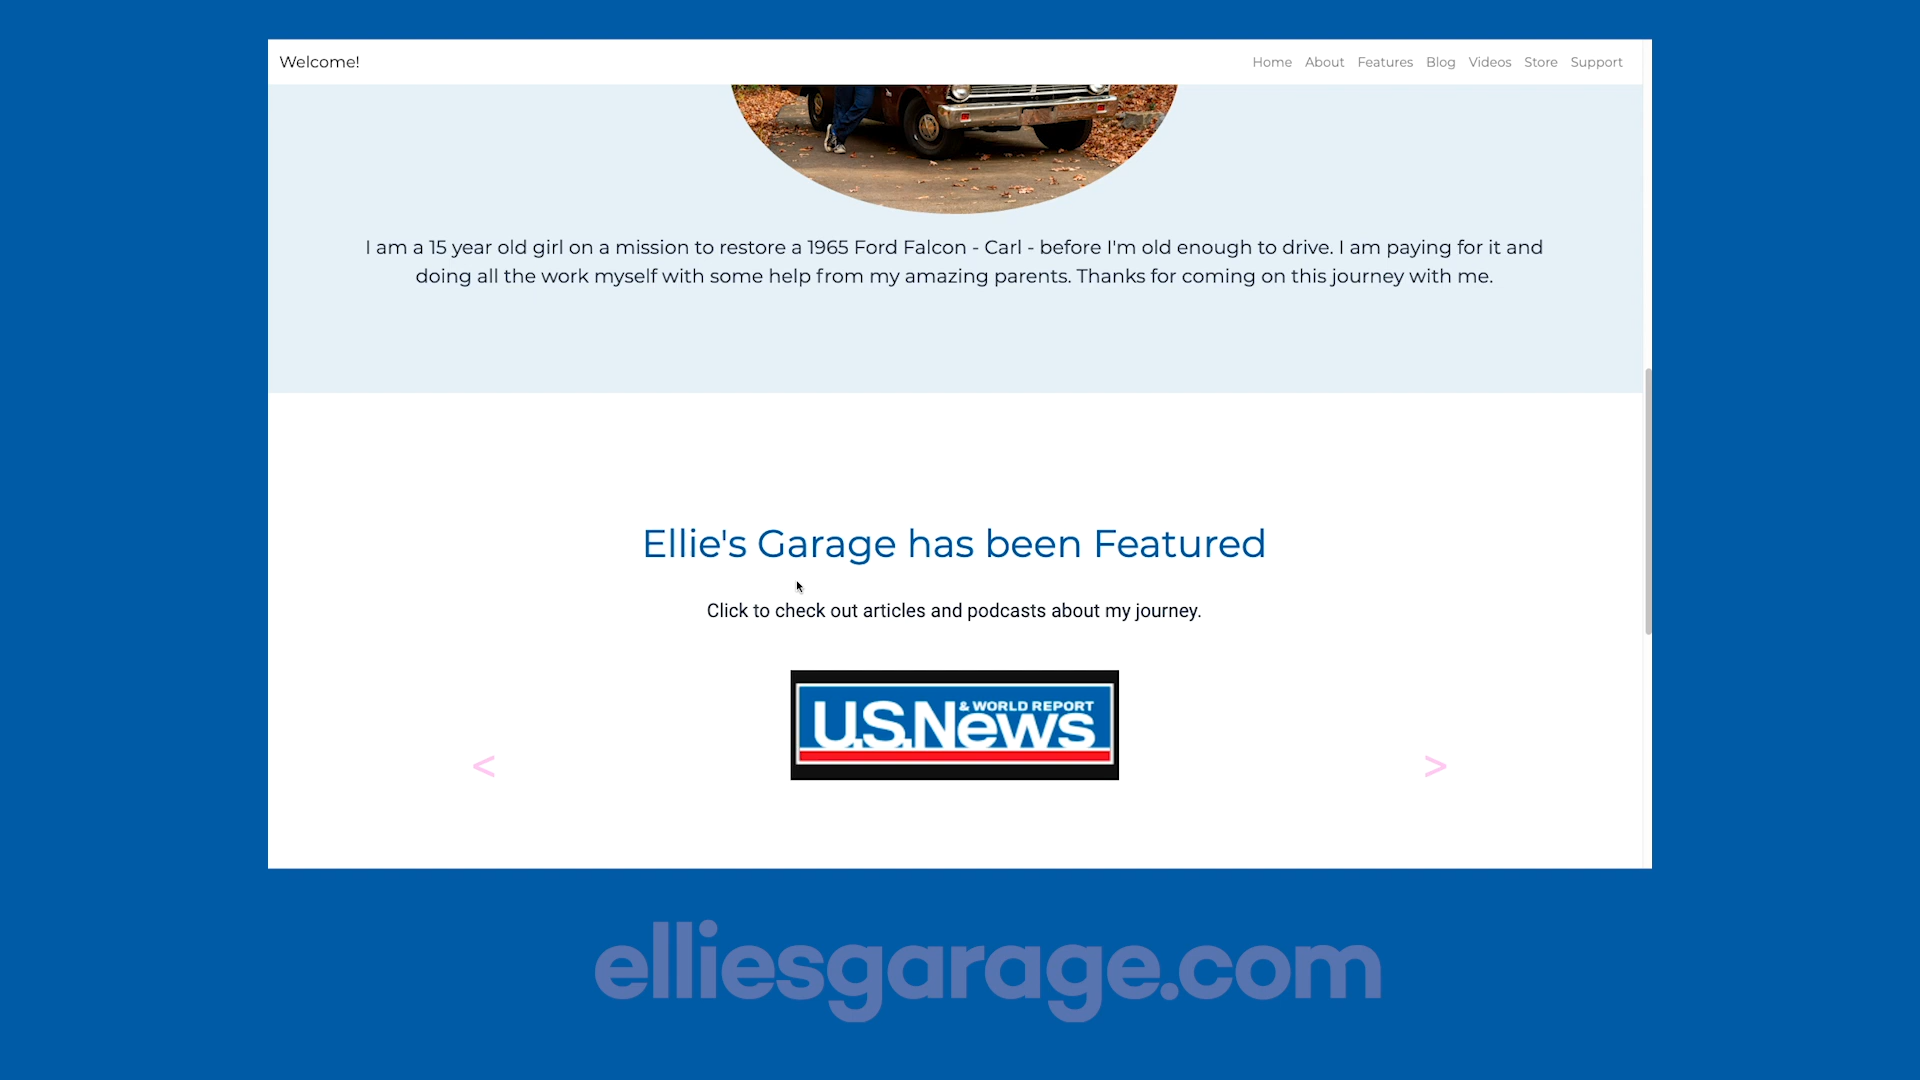 Welcome!
Home About Features Blog Videos Store Support
I am a 15 year old girl on a mission to restore a 1965 Ford Falcon - Carl - before I'm old enough to drive. I am paying for it and
doing all the work myself with some help from my amazing parents. Thanks for coming on this journey with me.
Ellie's Garage has been Featured
Click to check out articles and podcasts about my journey.
U.S.News & WORLD REPORT
< >
elliesgarage.com